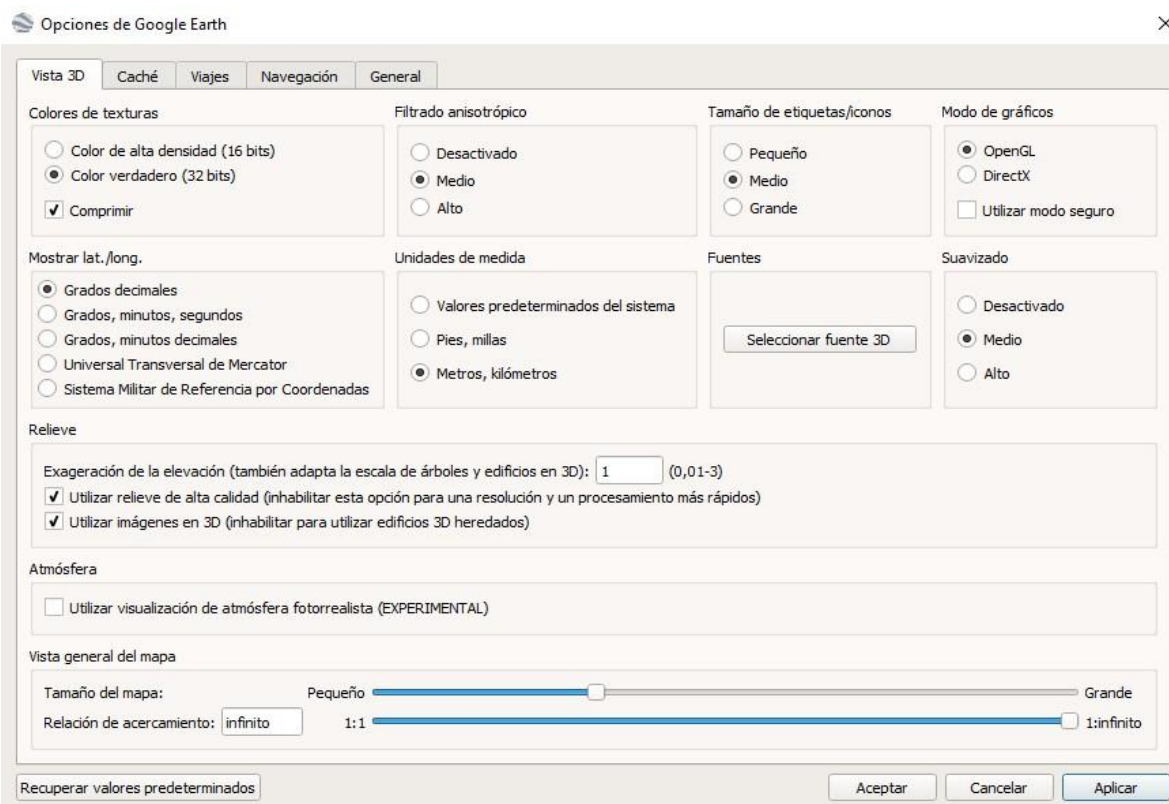 Opciones de Google Earth
Vista 3D Caché Viajes Navegación General
Colores de texturas
Color de alta densidad (16 bits)
Color verdadero (32 bits)
Comprimir
Filtrado anisotrópico
Desactivado
Medio
Alto
Tamaño de etiquetas/iconos
Pequeño
Medio
Grande
Modo de gráficos
OpenGL
DirectX
Utilizar modo seguro
Mostrar lat./long.
Grados decimales
Grados, minutos, segundos
Grados, minutos decimales
Universal Transversal de Mercator
Sistema Militar de Referencia por Coordenadas
Unidades de medida
Valores predeterminados del sistema
Pies, millas
Metros, kilómetros
Fuentes
Seleccionar fuente 3D
Suavizado
Desactivado
Medio
Alto
Relieve
Exageración de la elevación (también adapta la escala de árboles y edificios en 3D): 1 (0,01-3)
Utilizar relieve de alta calidad (inhabilitar esta opción para una resolución y un procesamiento más rápidos)
Utilizar imágenes en 3D (inhabilitar para utilizar edificios 3D heredados)
Atmósfera
Utilizar visualización de atmósfera fotorrealista (EXPERIMENTAL)
Vista general del mapa
Tamaño del mapa: Pequeño Grande
Relación de acercamiento: infinito 1:1 1:infinito
Recuperar valores predeterminados Aceptar Cancelar Aplicar